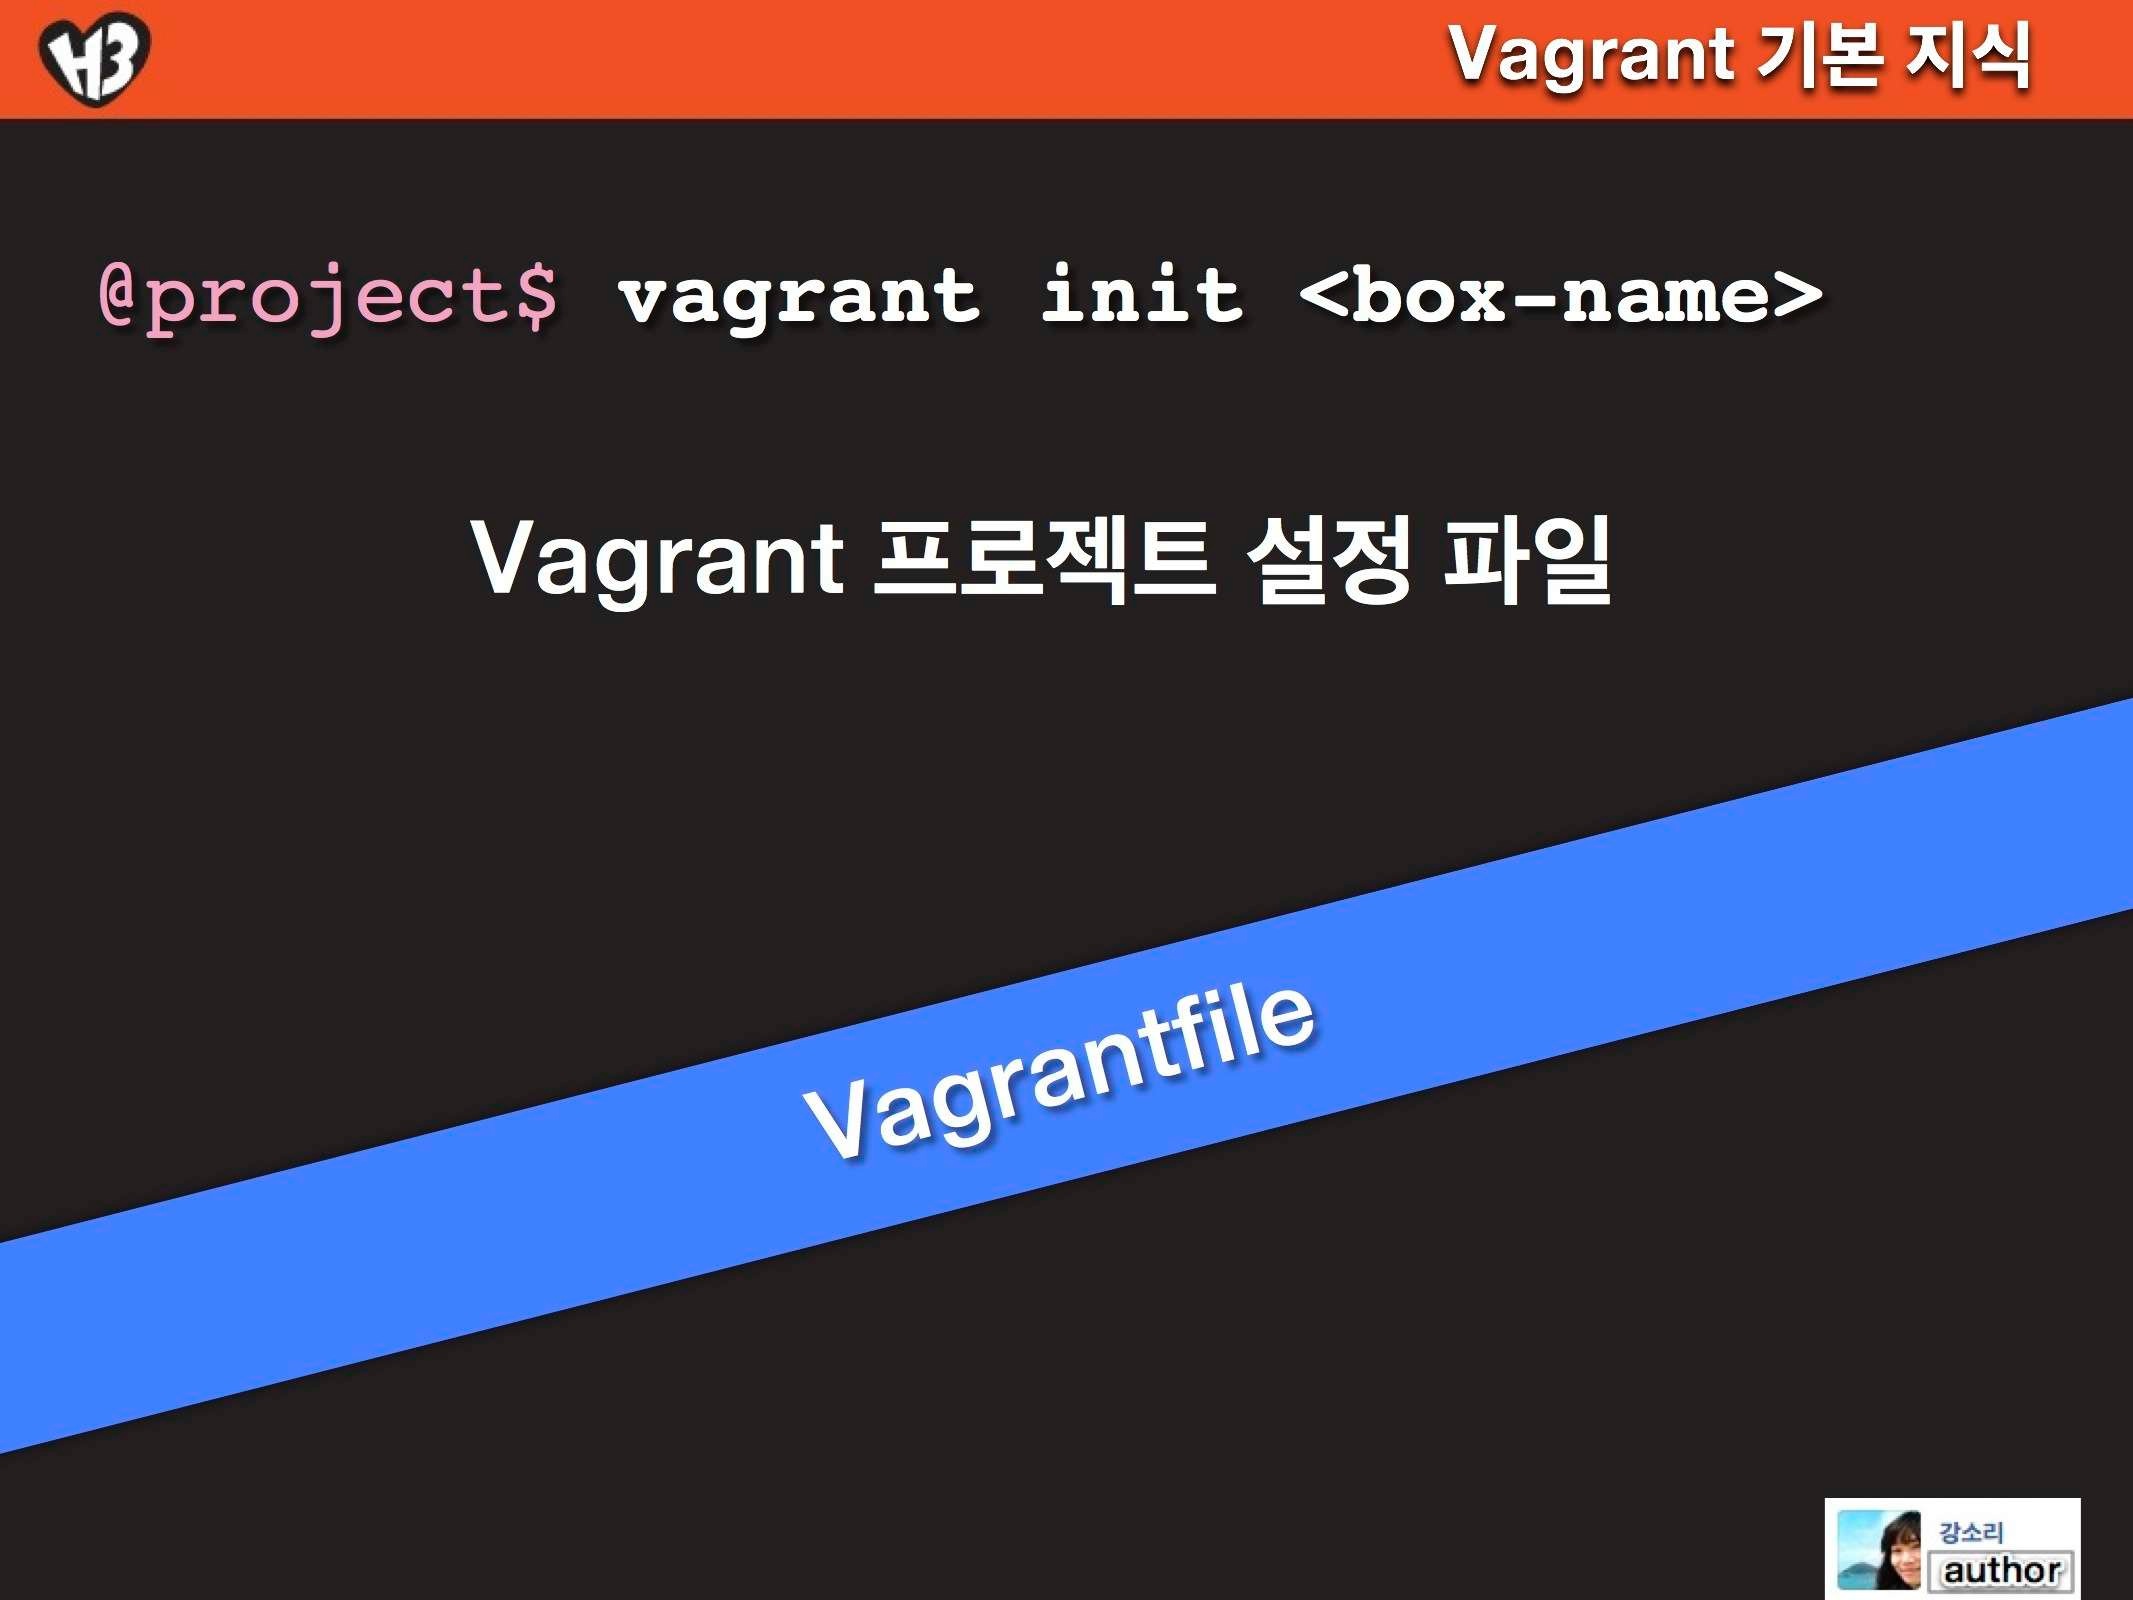 H3
Vagrant 기본 지식
@project$ vagrant init <box-name>
Vagrant 프로젝트 설정 파일
Vagrantfile
강소리
author